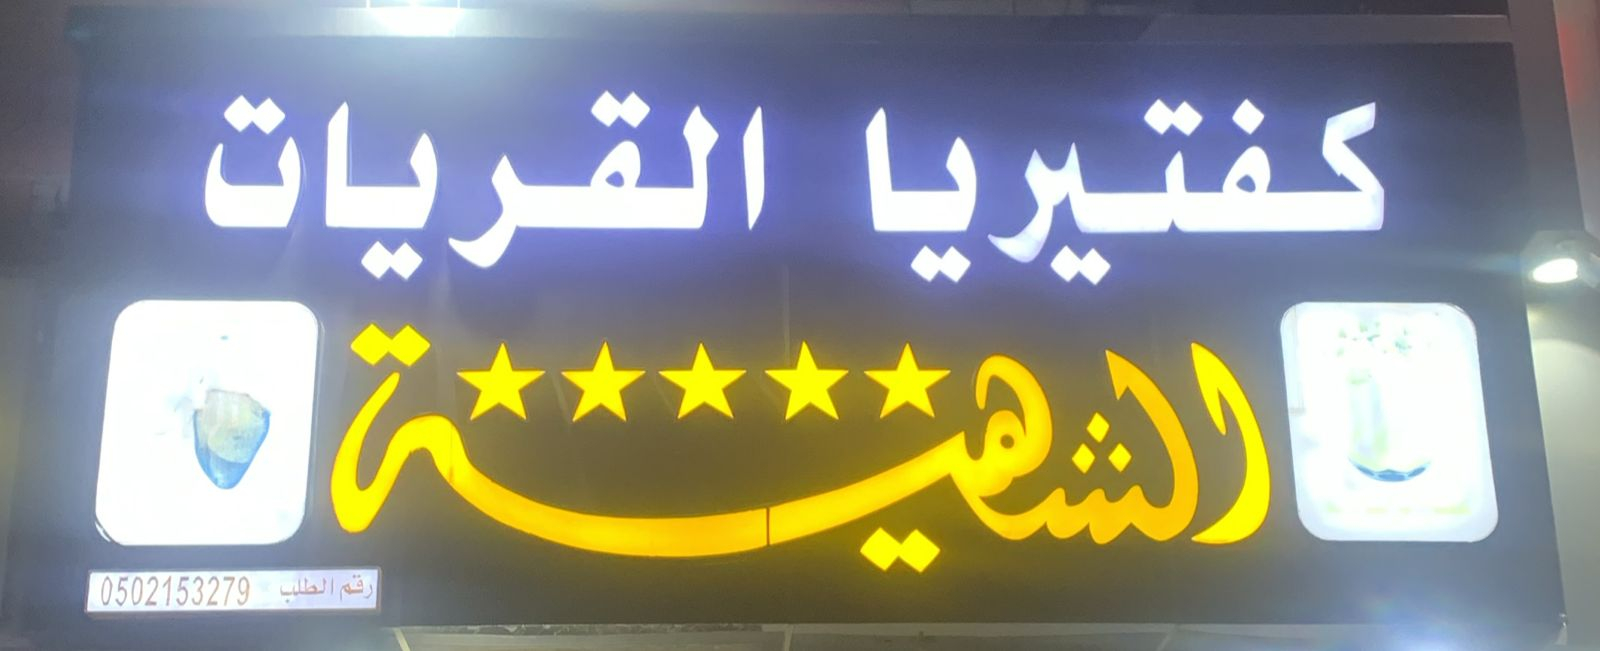 كفتيريا القريات
الشهية
رقم الطلب 0502153279